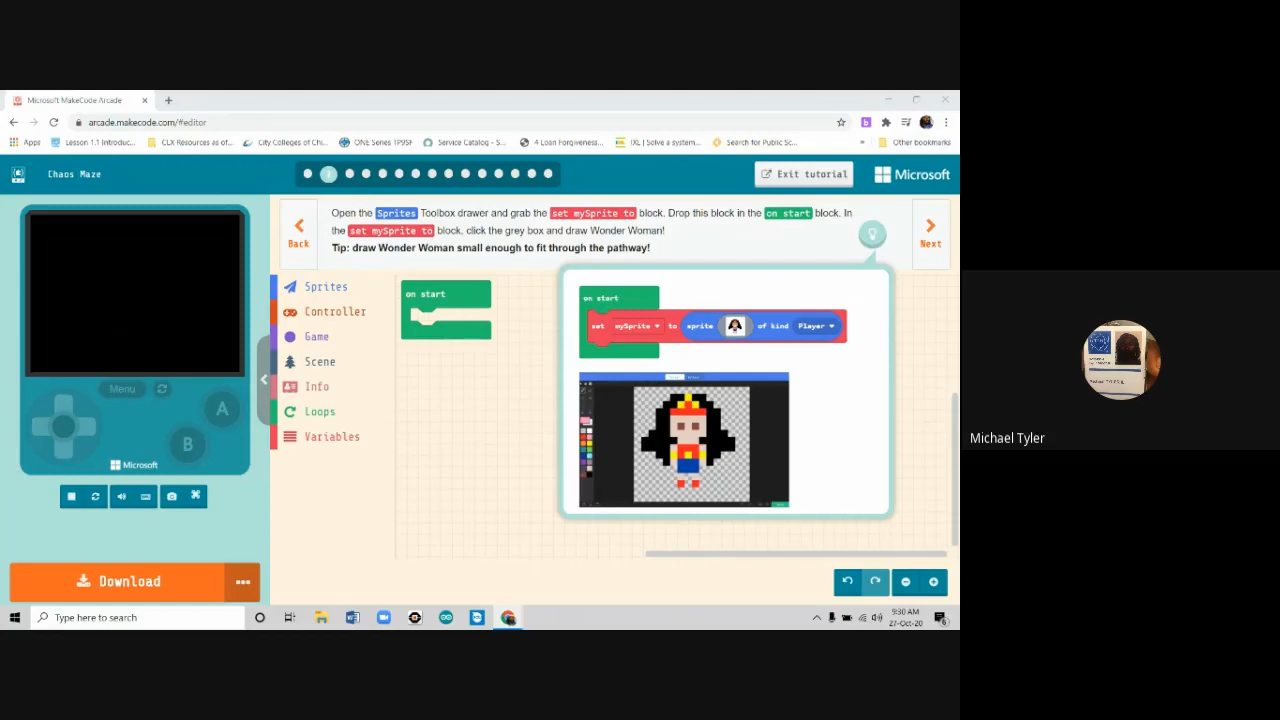 Microsoft MakeCode Arcade
arcade.makecode.com/#editor
Apps
Lesson 1.1 Introduc...
CLX Resources as of...
City Colleges of Chi...
ONE Series TP95F
Service Catalog - S...
4 Loan Forgiveness...
IXL | Solve a system...
Search for Public Sc...
Other bookmarks
Chaos Maze
Exit tutorial
Microsoft
Back
Open the Sprites Toolbox drawer and grab the set mySprite to block. Drop this block in the on start block. In
the set mySprite to block, click the grey box and draw Wonder Woman!
Tip: draw Wonder Woman small enough to fit through the pathway!
Next
Sprites
Controller
Game
Scene
Info
Loops
Variables
on start
on start
set mySprite to sprite of kind Player
Menu
A
B
Microsoft
Download
Type here to search
9:30 AM
27-Oct-20
Michael Tyler